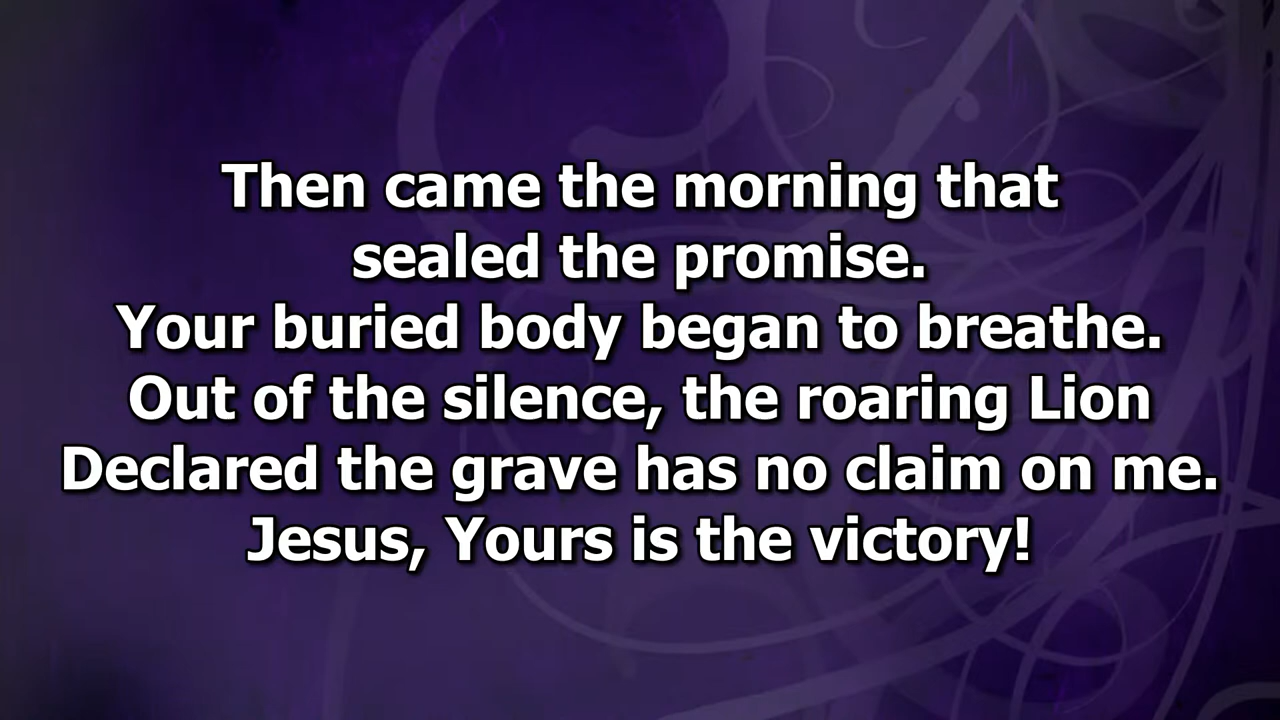 Then came the morning that
sealed the promise.
Your buried body began to breathe.
Out of the silence, the roaring Lion
Declared the grave has no claim on me.
Jesus, Yours is the victory!